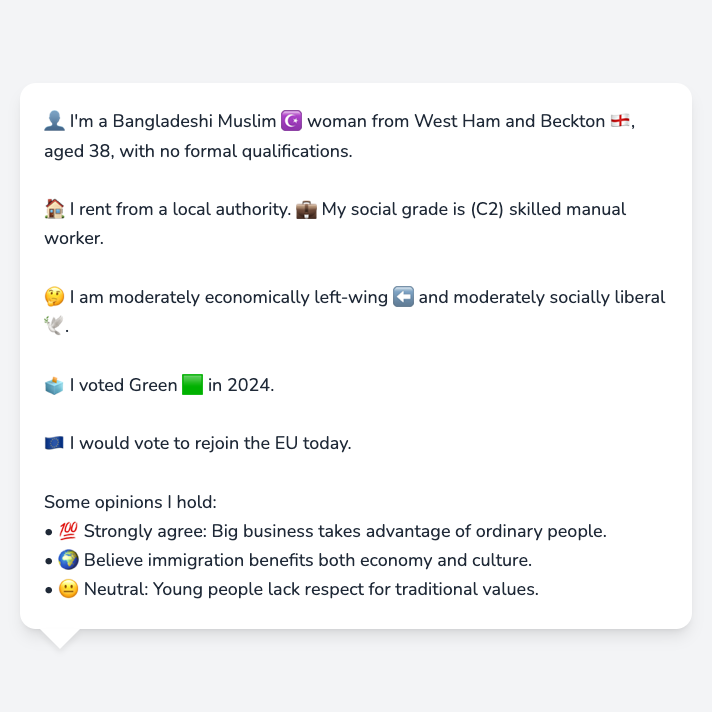 👤 I'm a Bangladeshi Muslim ☪️ woman from West Ham and Beckton 🏴󠁧󠁢󠁥󠁮󠁧󠁿,
aged 38, with no formal qualifications.
🏠 I rent from a local authority. 💼 My social grade is (C2) skilled manual
worker.
🤔 I am moderately economically left-wing ⬅️ and moderately socially liberal
🕊️.
🗳️ I voted Green 🟩 in 2024.
🇪🇺 I would vote to rejoin the EU today.
Some opinions I hold:
• 💯 Strongly agree: Big business takes advantage of ordinary people.
• 🌍 Believe immigration benefits both economy and culture.
• 😐 Neutral: Young people lack respect for traditional values.